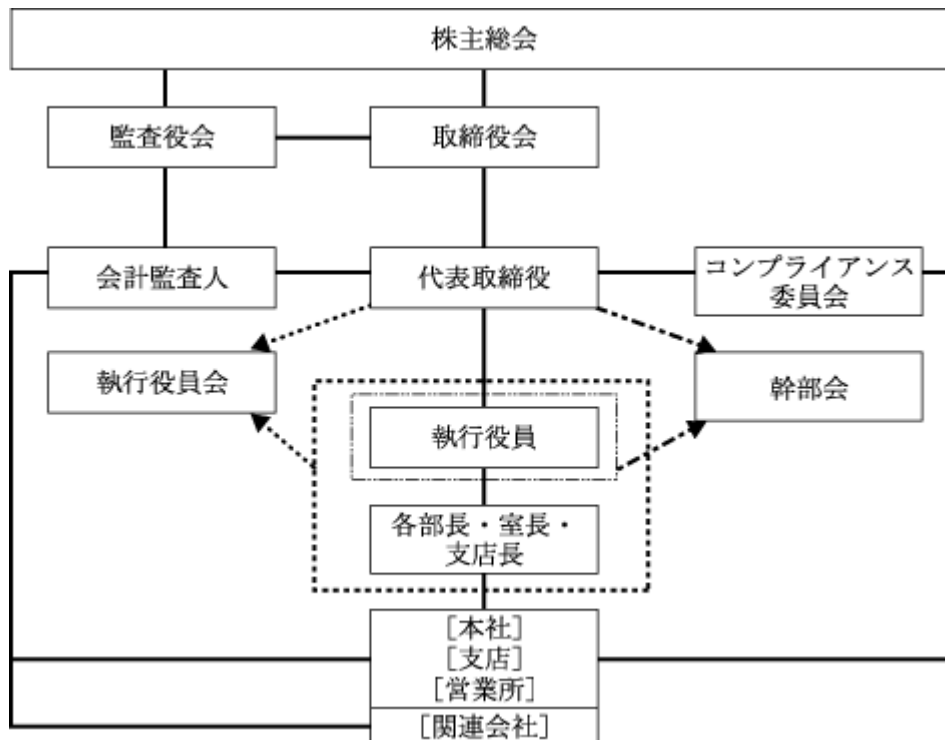 株主総会
監査役会
取締役会
会計監査人
代表取締役
コンプライアンス
委員会
執行役員会
幹部会
執行役員
各部長・室長・
支店長
［本社］
［支店］
［営業所］
［関連会社］